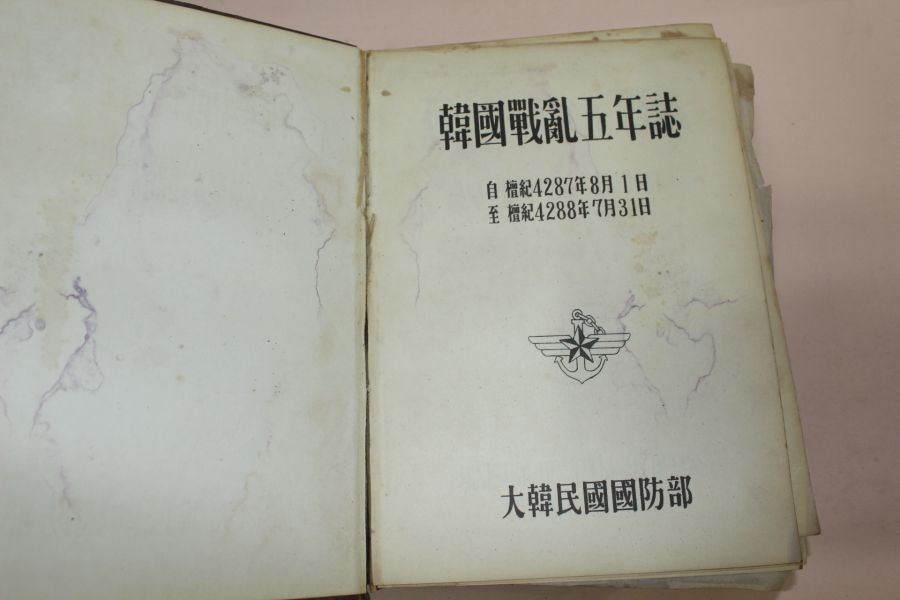 韓國戰亂五年誌
自 檀紀4287年8月1日
至 檀紀4288年7月31日
大韓民國國防部